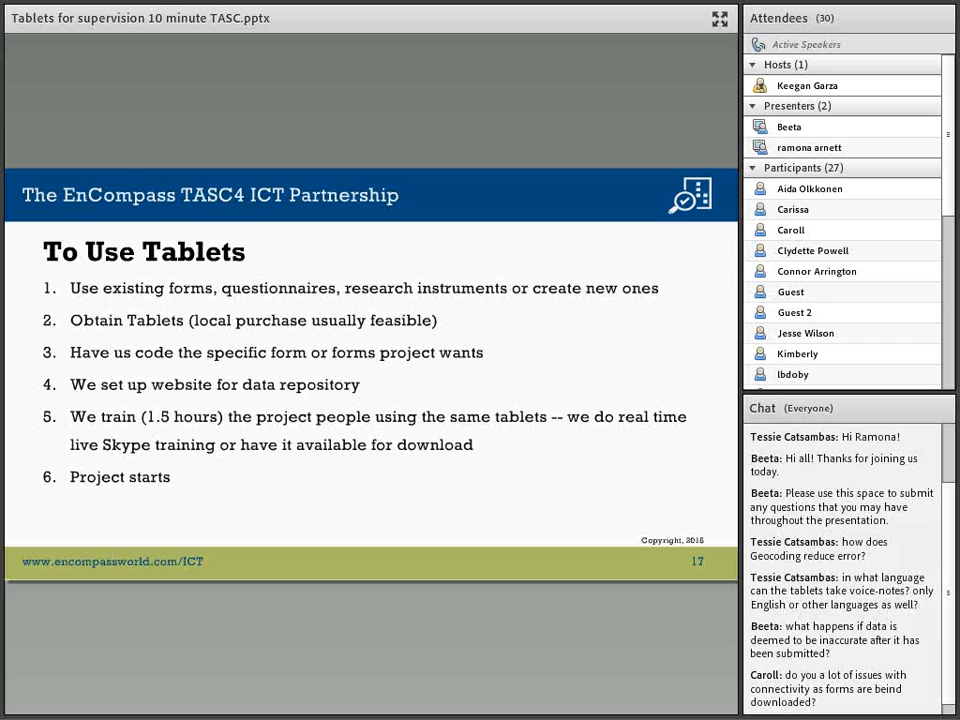 Tablets for supervision 10 minute TASC.pptx
The EnCompass TASC4 ICT Partnership
To Use Tablets
1. Use existing forms, questionnaires, research instruments or create new ones
2. Obtain Tablets (local purchase usually feasible)
3. Have us code the specific form or forms project wants
4. We set up website for data repository
5. We train (1.5 hours) the project people using the same tablets -- we do real time
live Skype training or have it available for download
6. Project starts
Copyright, 2015
www.encompassworld.com/ICT
17
Attendees (30)
Active Speakers
Hosts (1)
Keegan Garza
Presenters (2)
Beeta
ramona arnett
Participants (27)
Aida Olkkonen
Carissa
Caroll
Clydette Powell
Connor Arrington
Guest
Guest 2
Jesse Wilson
Kimberly
lbdoby
Chat (Everyone)
Tessie Catsambas: Hi Ramona!
Beeta: Hi all! Thanks for joining us
today.
Beeta: Please use this space to submit
any questions that you may have
throughout the presentation.
Tessie Catsambas: how does
Geocoding reduce error?
Tessie Catsambas: in what language
can the tablets take voice-notes? only
English or other languages as well?
Beeta: what happens if data is
deemed to be inaccurate after it has
been submitted?
Caroll: do you a lot of issues with
connectivity as forms are beind
downloaded?